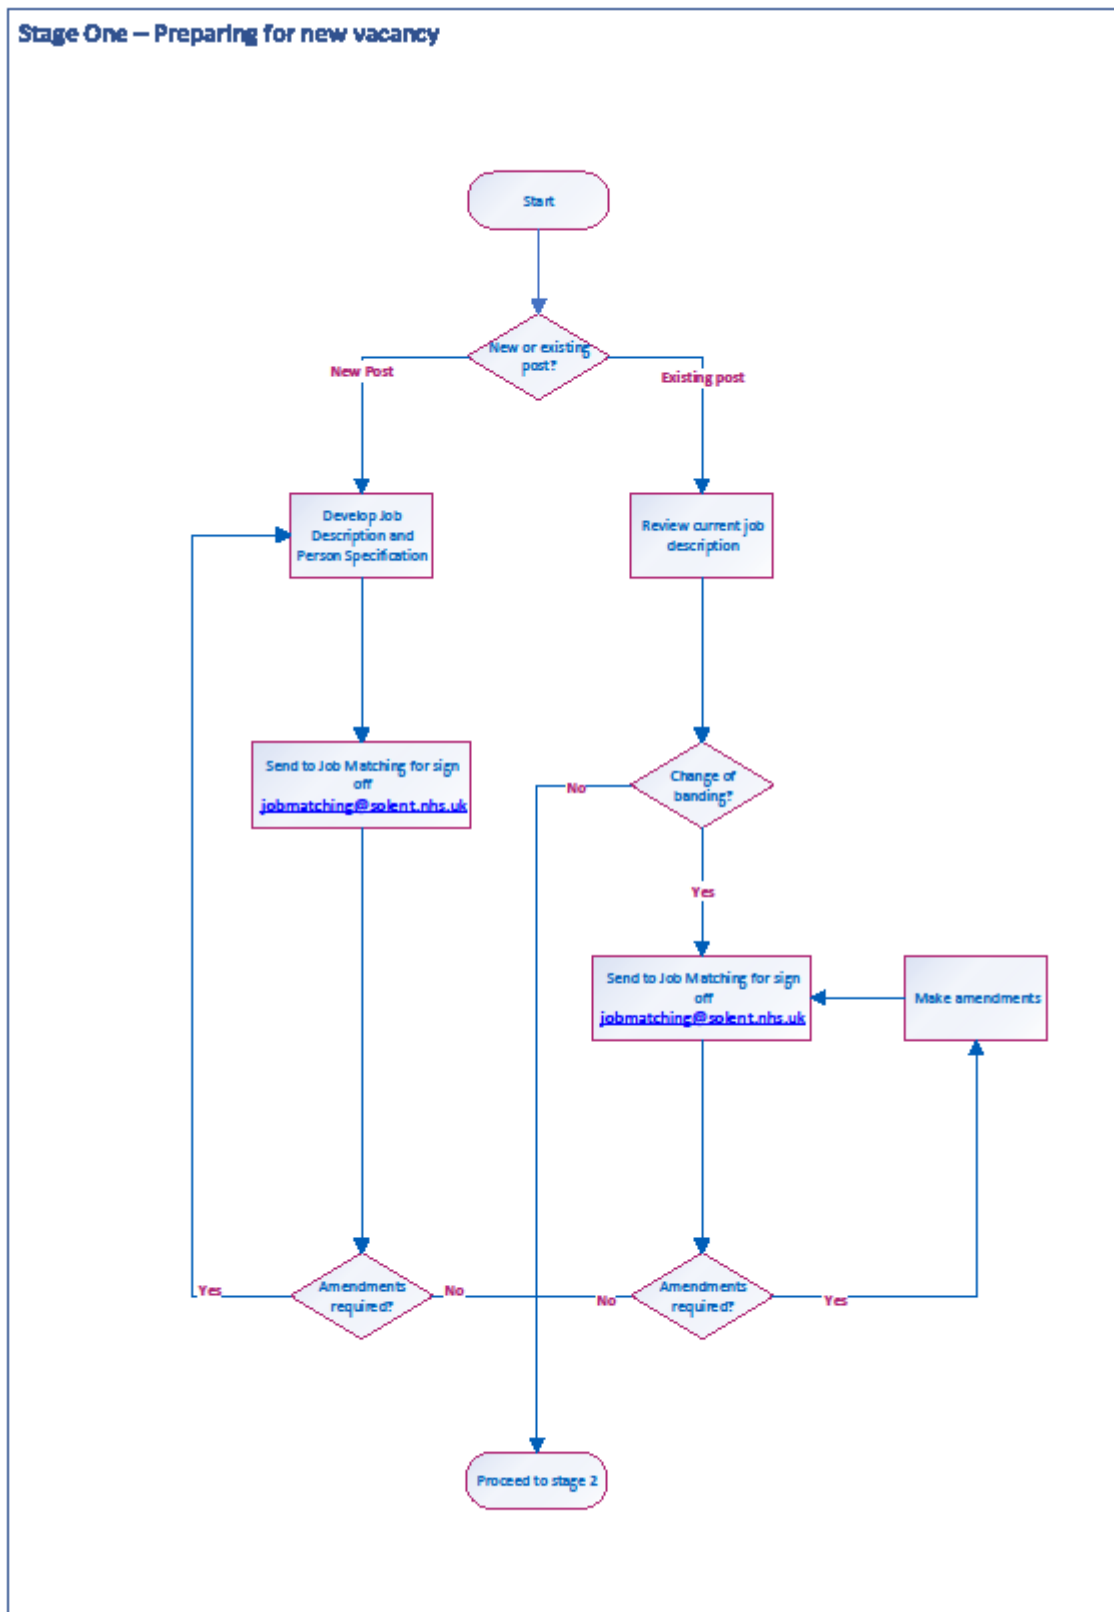 Stage One – Preparing for new vacancy
Start
New or existing
post?
New Post
Existing post
Develop Job
Description and
Person Specification
Review current job
description
Send to Job Matching for sign
off
jobmatching@solent.nhs.uk
Change of
banding?
No
Yes
Send to Job Matching for sign
off
jobmatching@solent.nhs.uk
Make amendments
Amendments
required?
Yes
No
Amendments
required?
No
Yes
Proceed to stage 2